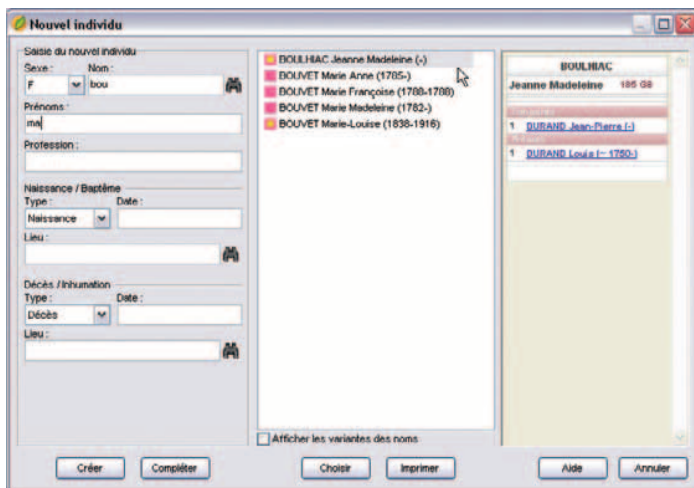 Nouvel individu
Saisie du nouvel individu
Sexe : Nom :
F bou
Prénoms :
ma
Profession :
Naissance / Baptême
Type : Date :
Naissance
Lieu :
Décès / Inhumation
Type : Date :
Décès
Lieu :
BOULHIAC Jeanne Madeleine (-)
BOUVET Marie Anne (1785-)
BOUVET Marie Françoise (1788-1788)
BOUVET Marie Madeleine (1782-)
BOUVET Marie-Louise (1838-1916)
Afficher les variantes des noms
BOULHIAC
Jeanne Madeleine 185 G8
1 DURAND Jean-Pierre (-)
1 DURAND Louis (~ 1750-)
Créer Compléter Choisir Imprimer Aide Annuler